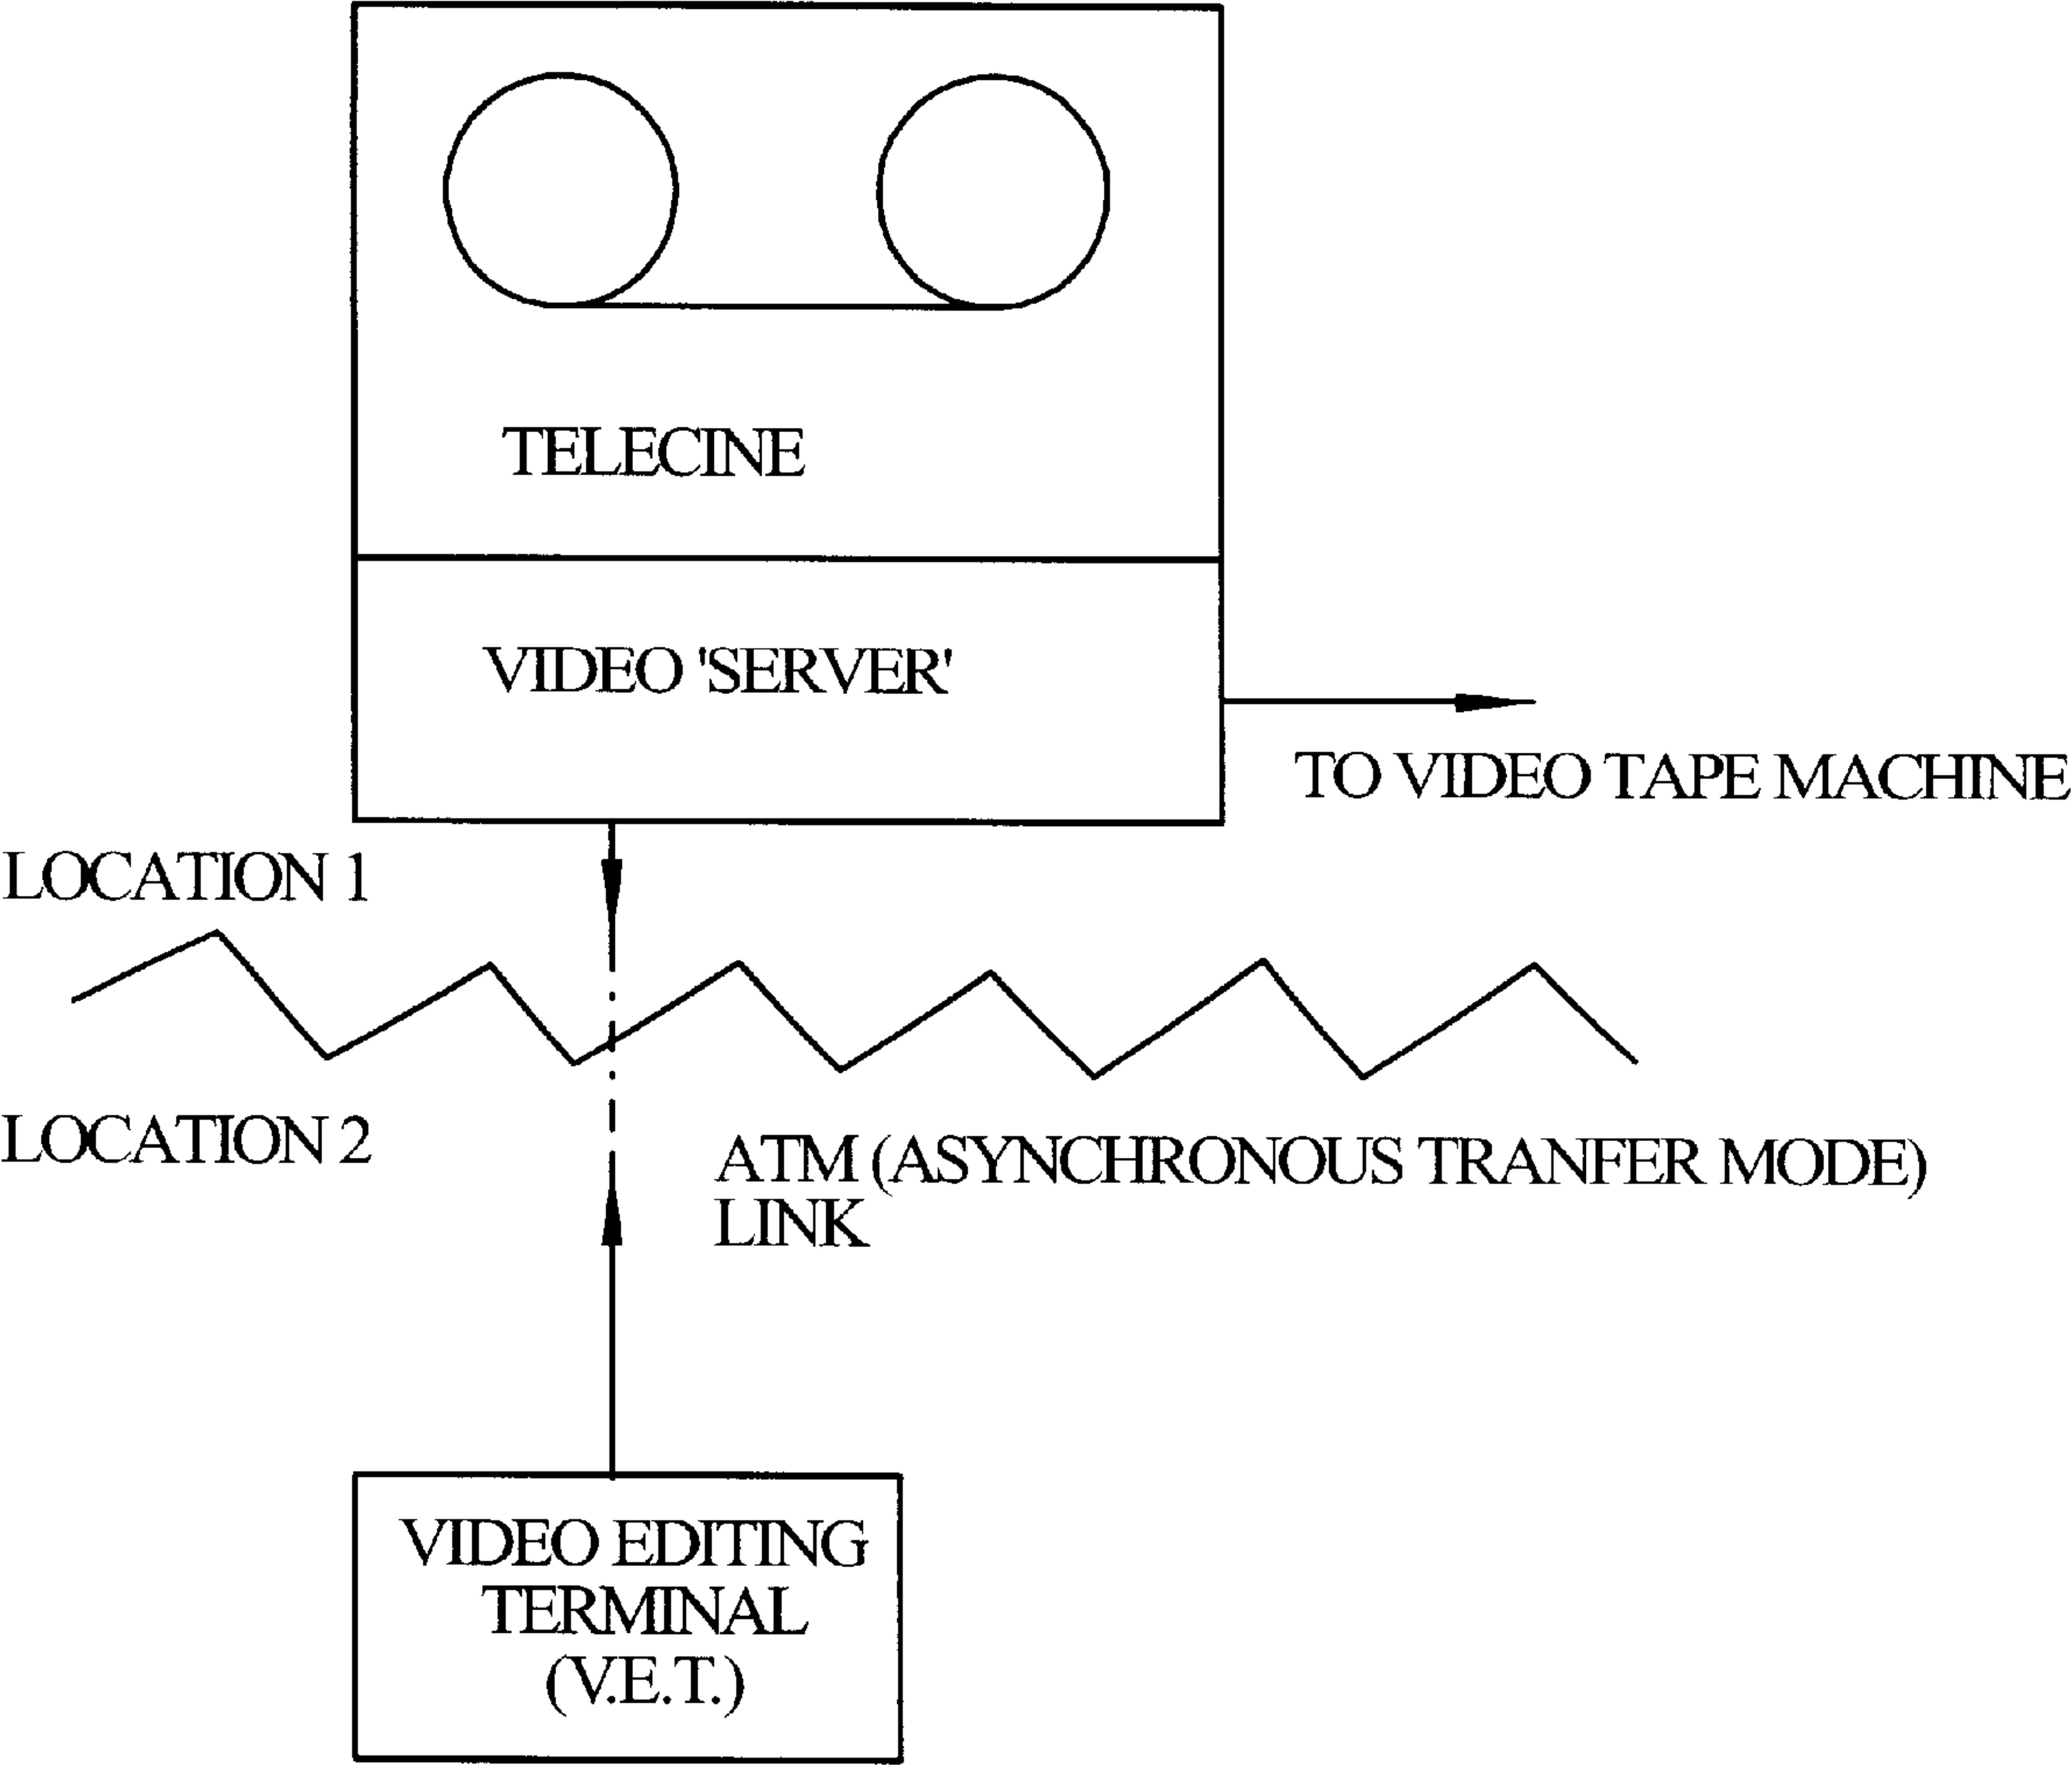 TELECINE
VIDEO 'SERVER'
TO VIDEO TAPE MACHINE
LOCATION 1
LOCATION 2
ATM (ASYNCHRONOUS TRANFER MODE)
LINK
VIDEO EDITING
TERMINAL
(V.E.T.)